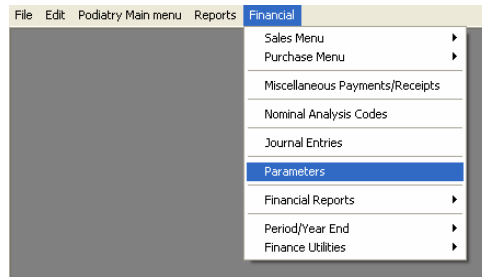 File Edit Podiatry Main menu Reports Financial
Sales Menu
Purchase Menu
Miscellaneous Payments/Receipts
Nominal Analysis Codes
Journal Entries
Parameters
Financial Reports
Period/Year End
Finance Utilities